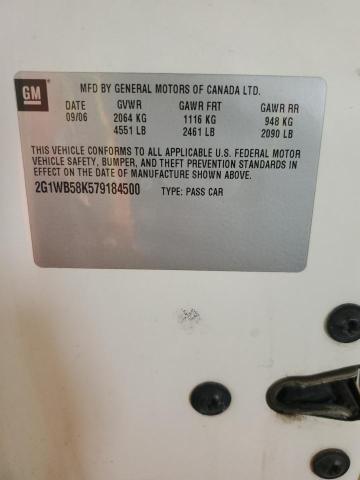 GM
MFD BY GENERAL MOTORS OF CANADA LTD.
DATE GVWR GAWR FRT GAWR RR
09/06 2064 KG 1116 KG 948 KG
4551 LB 2461 LB 2090 LB
THIS VEHICLE CONFORMS TO ALL APPLICABLE U.S. FEDERAL MOTOR
VEHICLE SAFETY, BUMPER, AND THEFT PREVENTION STANDARDS IN
EFFECT ON THE DATE OF MANUFACTURE SHOWN ABOVE.
2G1WB58K579184500 TYPE: PASS CAR